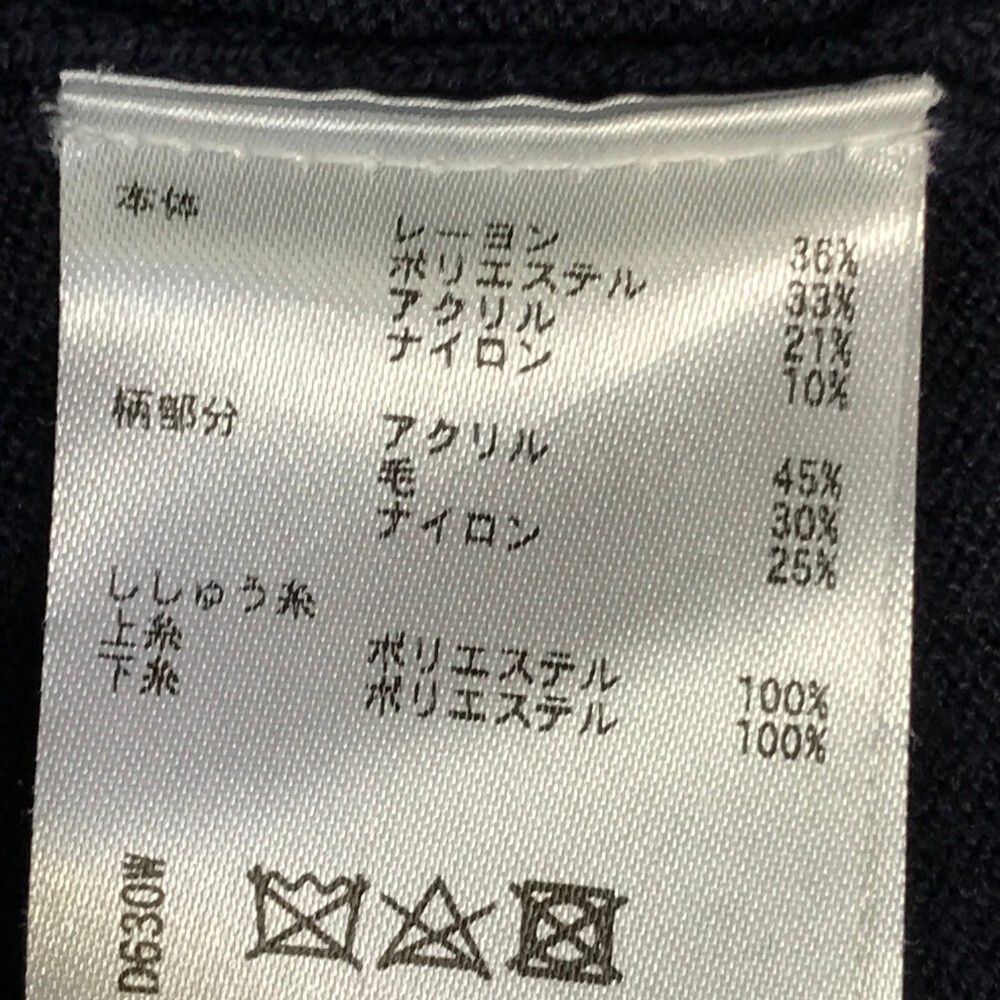 本体
レーヨン 36%
ポリエステル 33%
アクリル 21%
ナイロン 10%
柄部分
アクリル 45%
毛 30%
ナイロン 25%
ししゅう糸
上糸 ポリエステル 100%
下糸 ポリエステル 100%
D630W